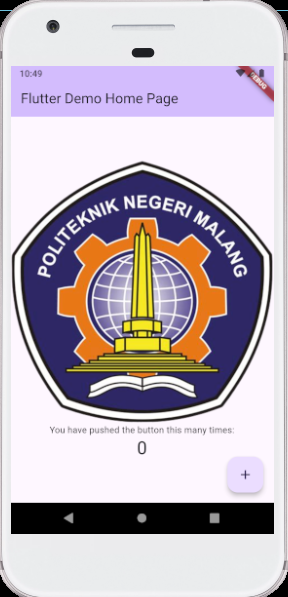 10:49
DEBUG
Flutter Demo Home Page
POLITEKNIK NEGERI MALANG
You have pushed the button this many times:
0
+